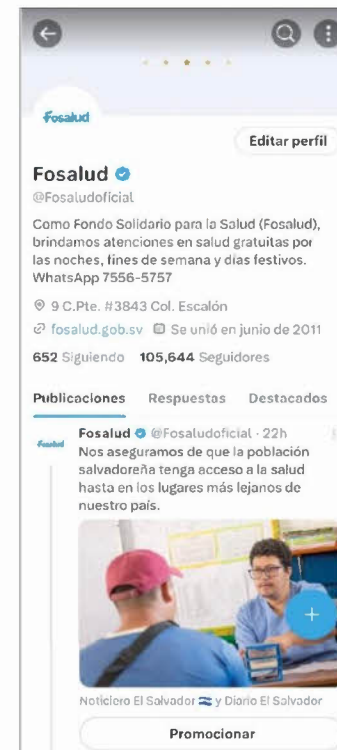 Fosalud
Editar perfil
Fosalud
@Fosaludoficial
Como Fondo Solidario para la Salud (Fosalud),
brindamos atenciones en salud gratuitas por
las noches, fines de semana y días festivos.
WhatsApp 7556-5757
9 C.Pte. #3843 Col. Escalón
fosalud.gob.sv Se unió en junio de 2011
652 Siguiendo 105,644 Seguidores
Publicaciones Respuestas Destacados
Fosalud
Fosalud @Fosaludoficial · 22h
Nos aseguramos de que la población
salvadoreña tenga acceso a la salud
hasta en los lugares más lejanos de
nuestro país.
Noticiero El Salvador 🇸🇻 y Diario El Salvador
Promocionar